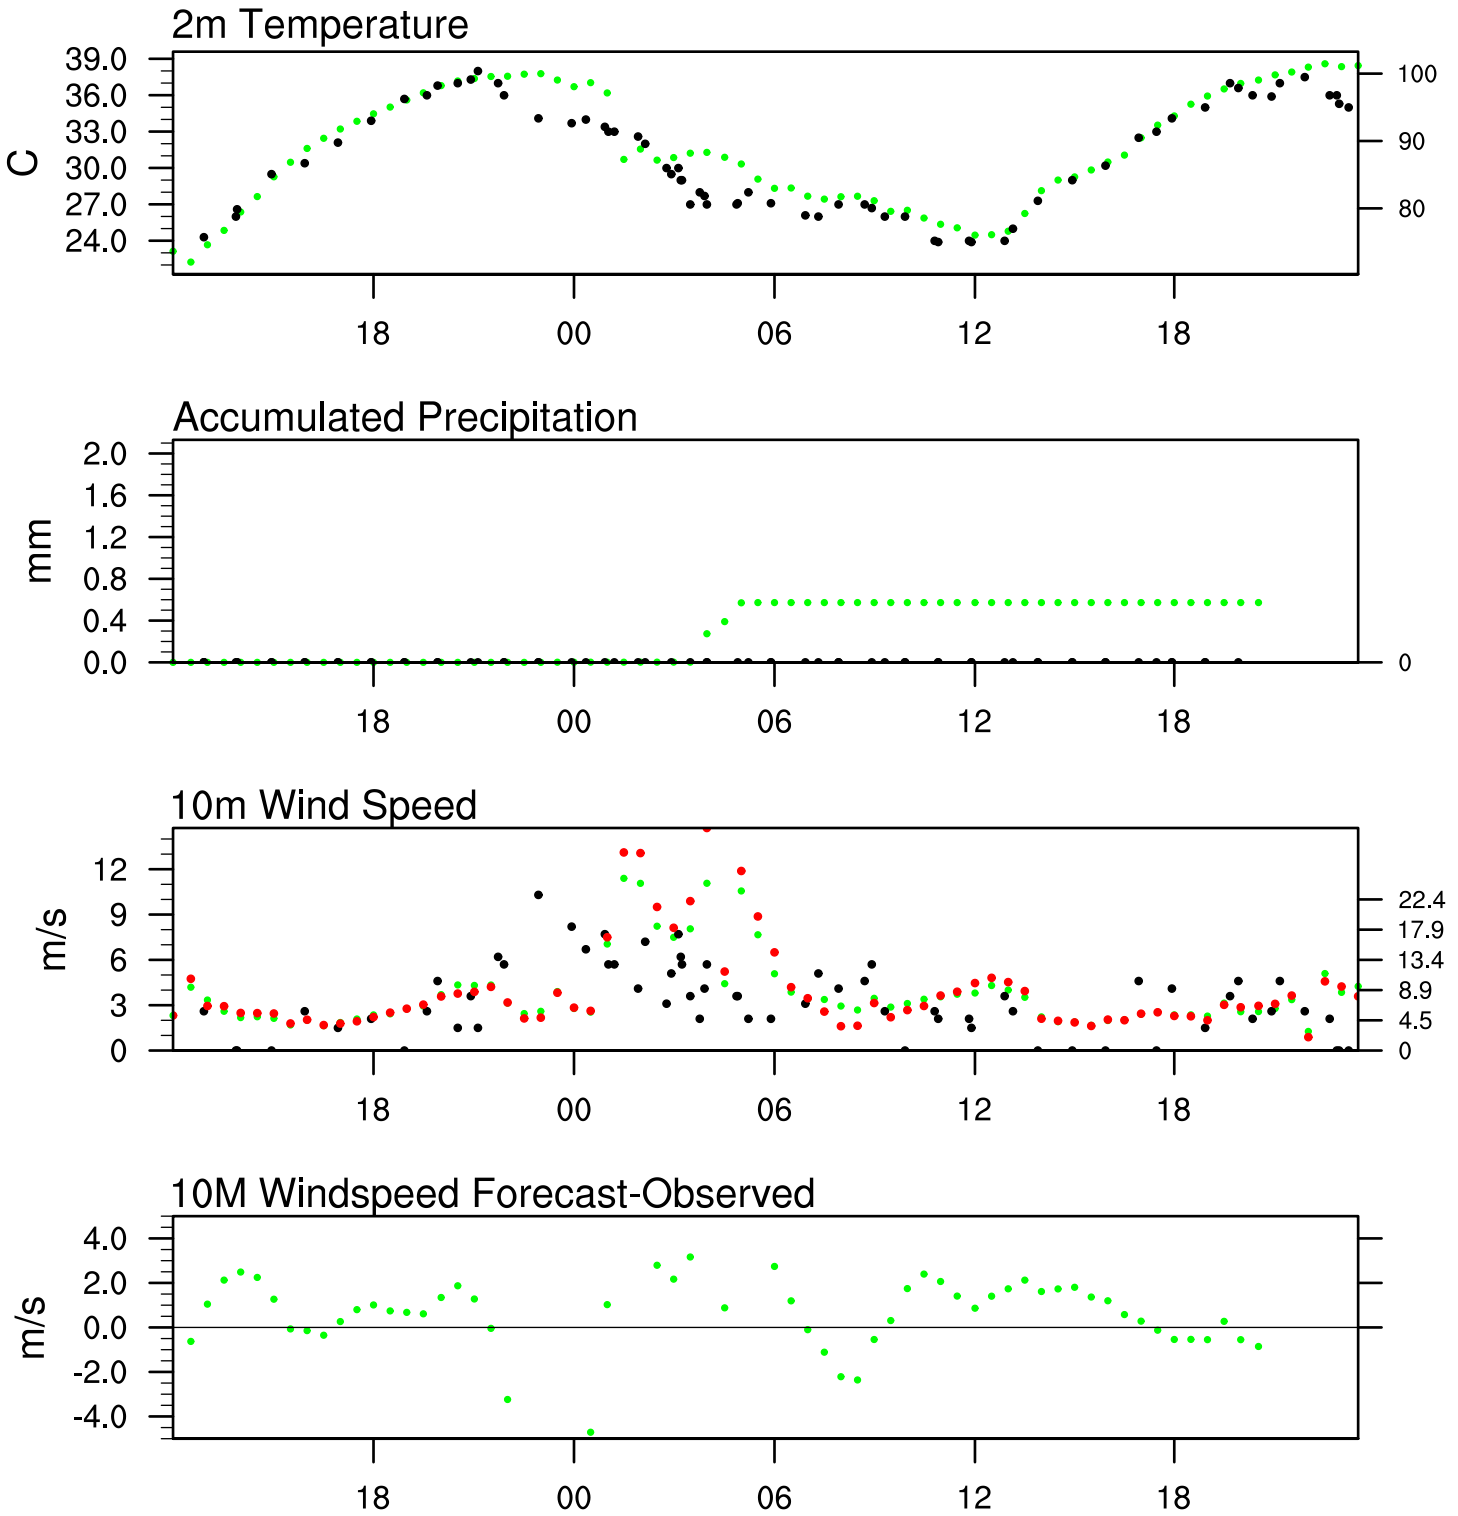 2m Temperature
39.0
36.0
33.0
30.0
27.0
24.0
C
100
90
80
18 00 06 12 18
Accumulated Precipitation
2.0
1.6
1.2
0.8
0.4
0.0
mm
0
18 00 06 12 18
10m Wind Speed
12
9
6
3
0
m/s
22.4
17.9
13.4
8.9
4.5
0
18 00 06 12 18
10M Windspeed Forecast-Observed
4.0
2.0
0.0
-2.0
-4.0
m/s
18 00 06 12 18